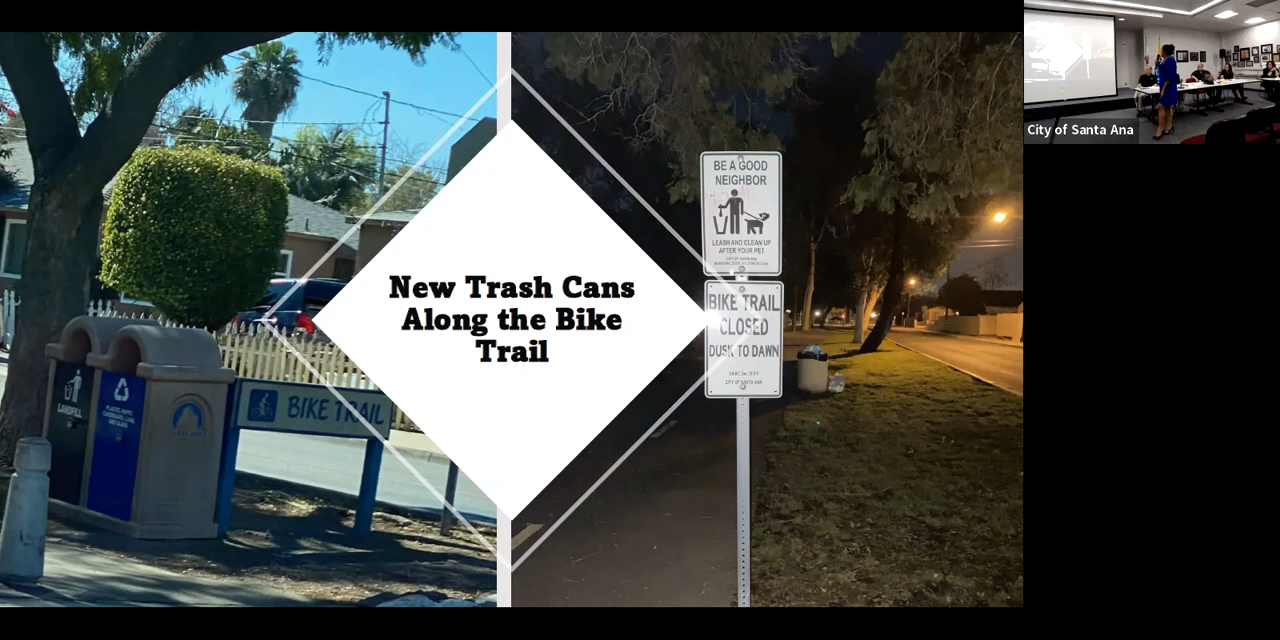 New Trash Cans
Along the Bike
Trail
BE A GOOD
NEIGHBOR
LEASH AND CLEAN UP
AFTER YOUR PET
BIKE TRAIL
CLOSED
DUSK TO DAWN
CITY OF SANTA ANA
LANDFILL
BIKE TRAIL
City of Santa Ana